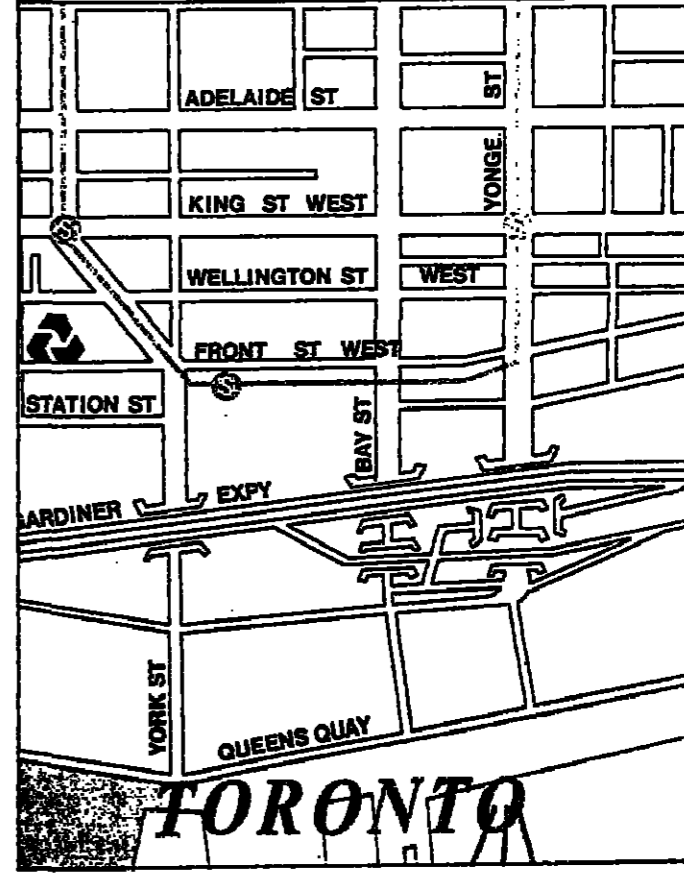 ADELAIDE ST
ST
YONGE
KING ST WEST
S
S
WELLINGTON ST WEST
FRONT ST WEST
S
STATION ST
BAY ST
GARDINER EXPY
YORK ST
QUEENS QUAY
TORONTO